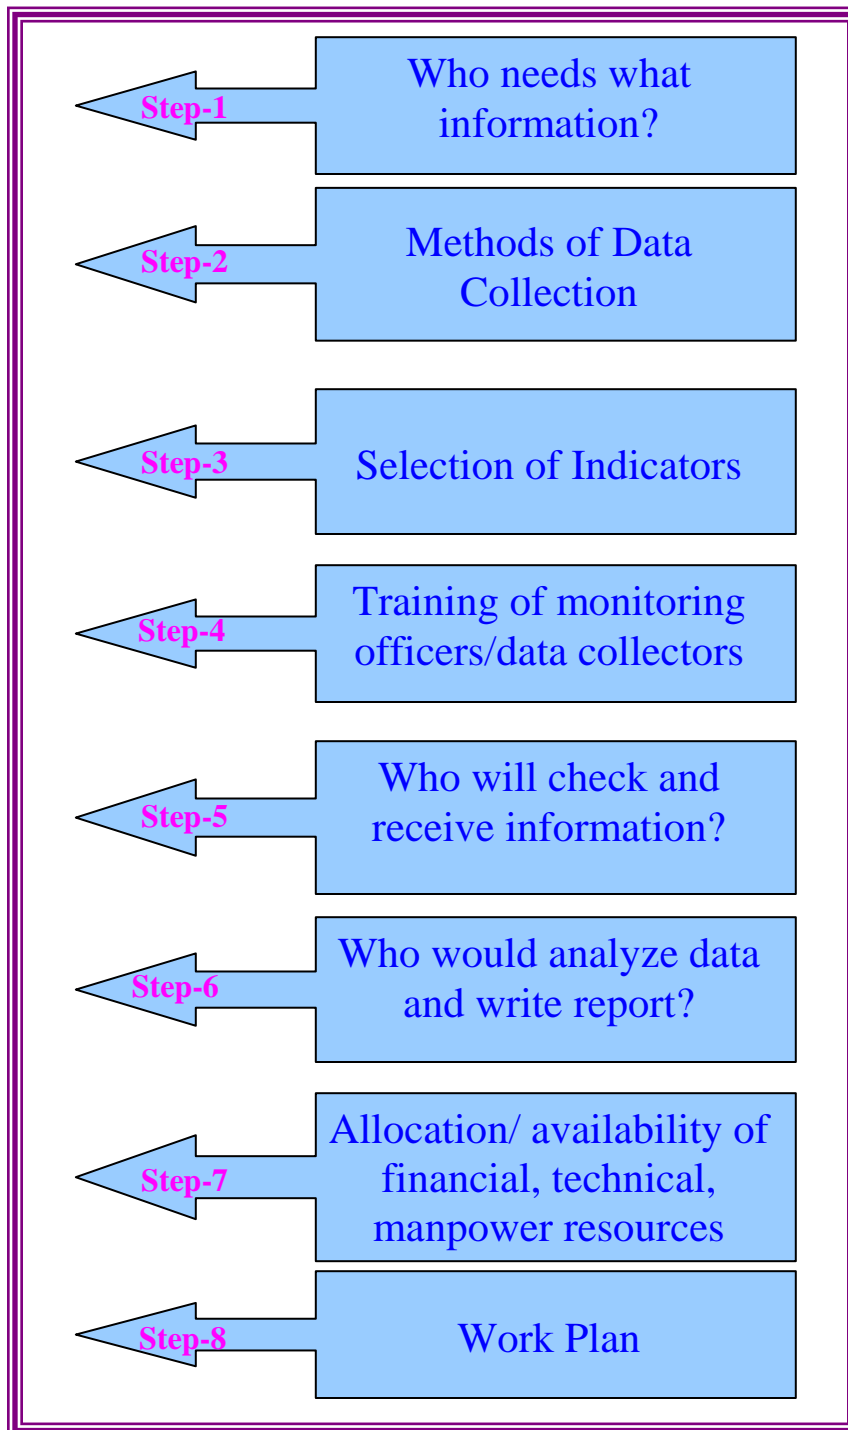 Step-1
Who needs what
information?
Step-2
Methods of Data
Collection
Step-3
Selection of Indicators
Step-4
Training of monitoring
officers/data collectors
Step-5
Who will check and
receive information?
Step-6
Who would analyze data
and write report?
Step-7
Allocation/ availability of
financial, technical,
manpower resources
Step-8
Work Plan